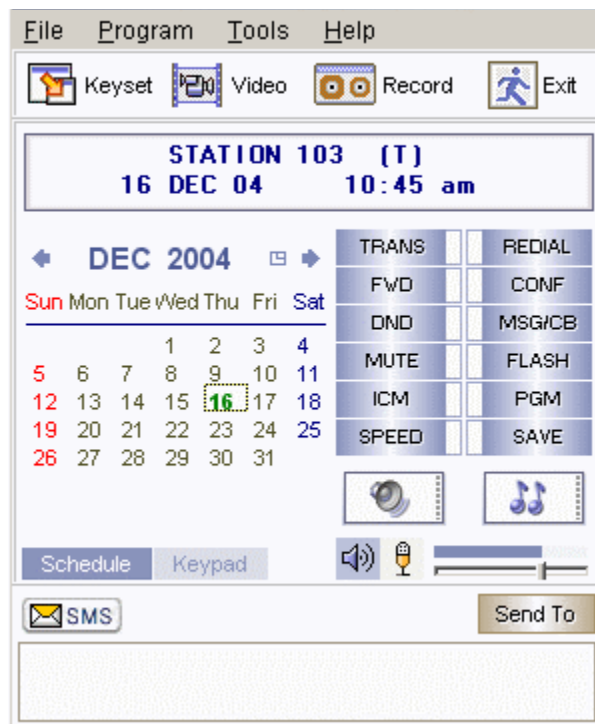 File Program Tools Help
Keyset Video Record Exit
STATION 103 (T)
16 DEC 04 10:45 am
DEC 2004
Sun Mon Tue Wed Thu Fri Sat
1 2 3 4
5 6 7 8 9 10 11
12 13 14 15 16 17 18
19 20 21 22 23 24 25
26 27 28 29 30 31
TRANS REDIAL
FWD CONF
DND MSG/CB
MUTE FLASH
ICM PGM
SPEED SAVE
Schedule Keypad
SMS Send To